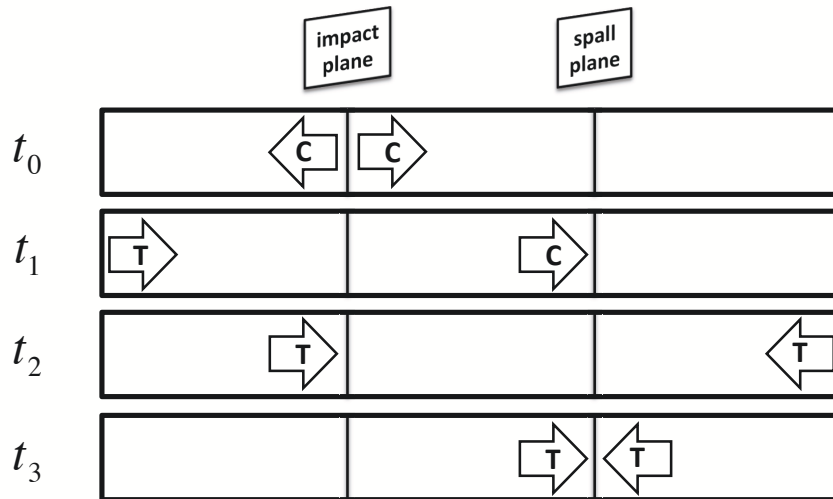 impact
plane
spall
plane
t₀ C C
t₁ T C
t₂ T T
t₃ T T